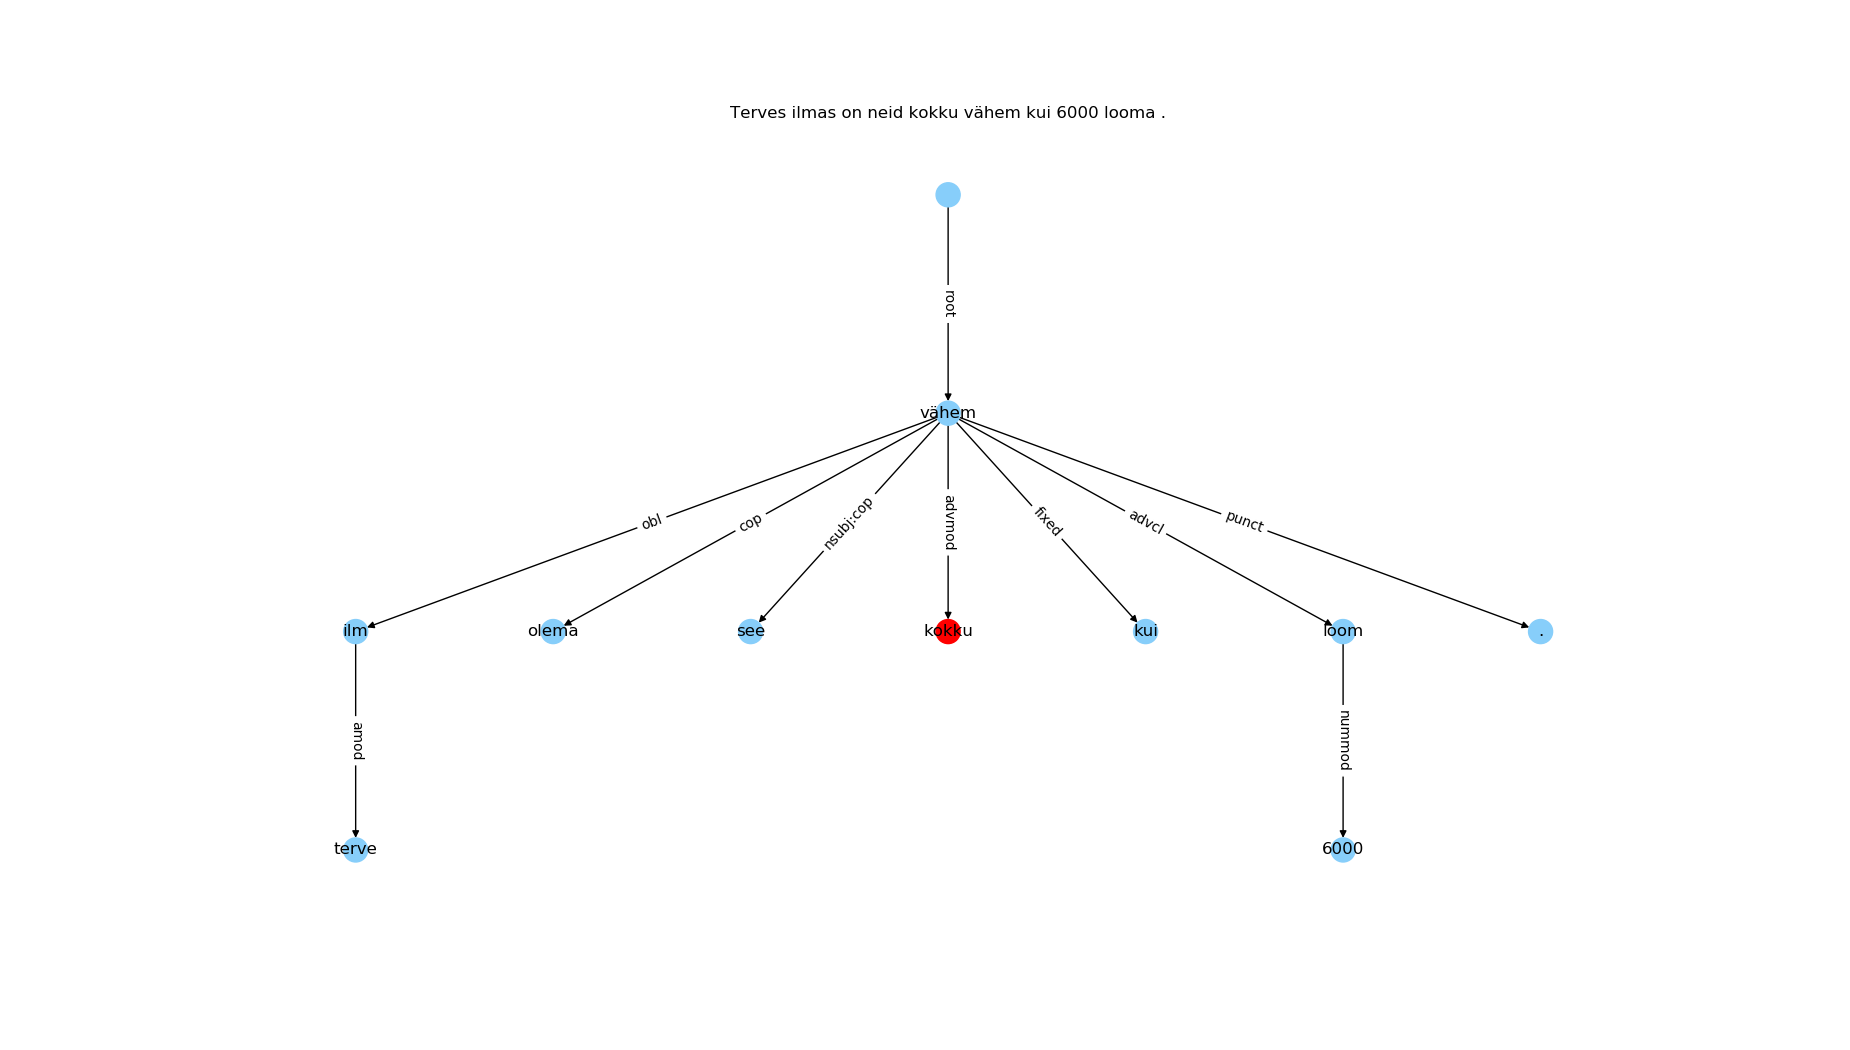 Terves ilmas on neid kokku vähem kui 6000 looma .
root
vähem
obl cop nsubj:cop advmod fixed advcl punct
ilm olema see kokku kui loom .
amod nummod
terve 6000